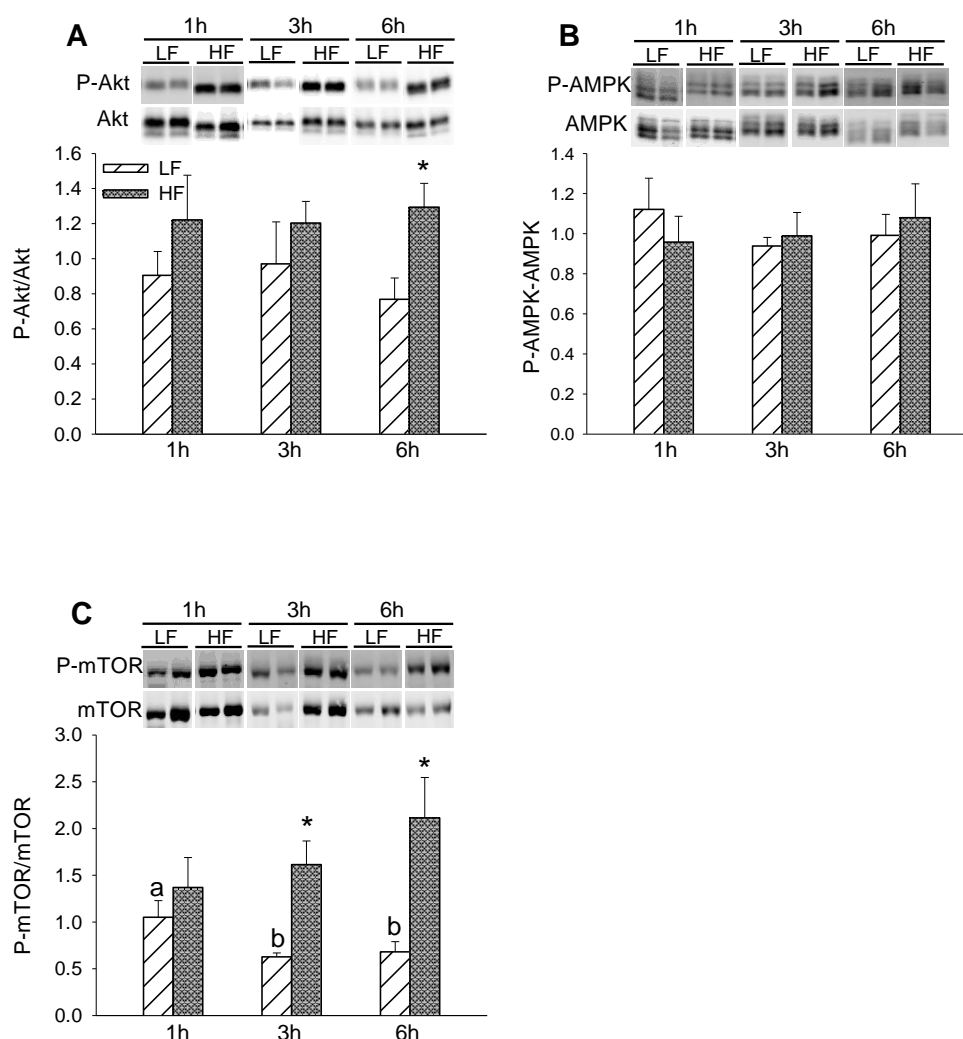 A
1h 3h 6h
LF HF LF HF LF HF
P-Akt
Akt
1.6
1.4
1.2
1.0
0.8
0.6
0.4
0.2
0.0
P-Akt/Akt
LF
HF
*
1h 3h 6h
B
1h 3h 6h
LF HF LF HF LF HF
P-AMPK
AMPK
1.4
1.2
1.0
0.8
0.6
0.4
0.2
0.0
P-AMPK-AMPK
1h 3h 6h
C
1h 3h 6h
LF HF LF HF LF HF
P-mTOR
mTOR
3.0
2.5
2.0
1.5
1.0
0.5
0.0
P-mTOR/mTOR
a b * b *
1h 3h 6h